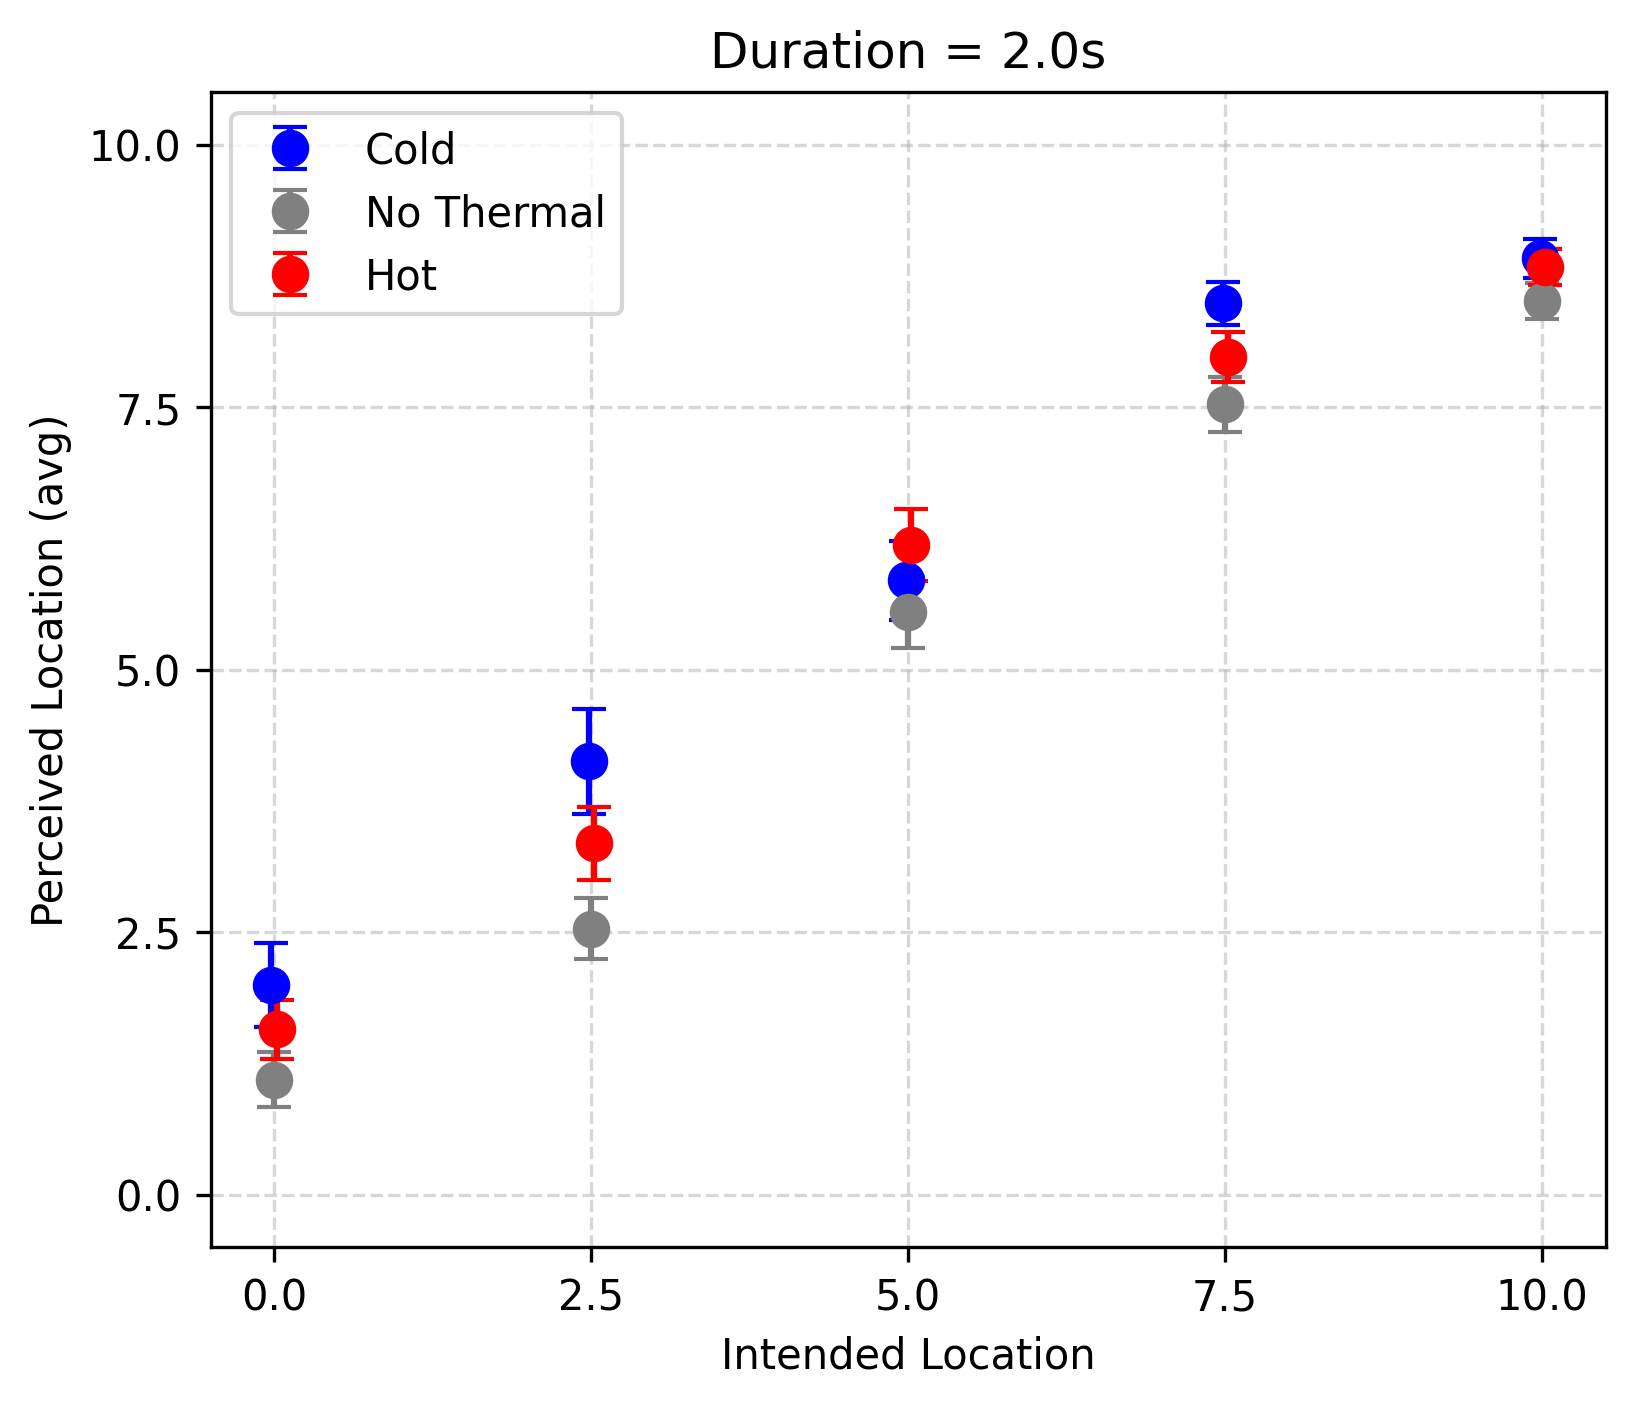 Duration = 2.0s
Cold
No Thermal
Hot
10.0
7.5
5.0
2.5
0.0
Perceived Location (avg)
0.0 2.5 5.0 7.5 10.0
Intended Location